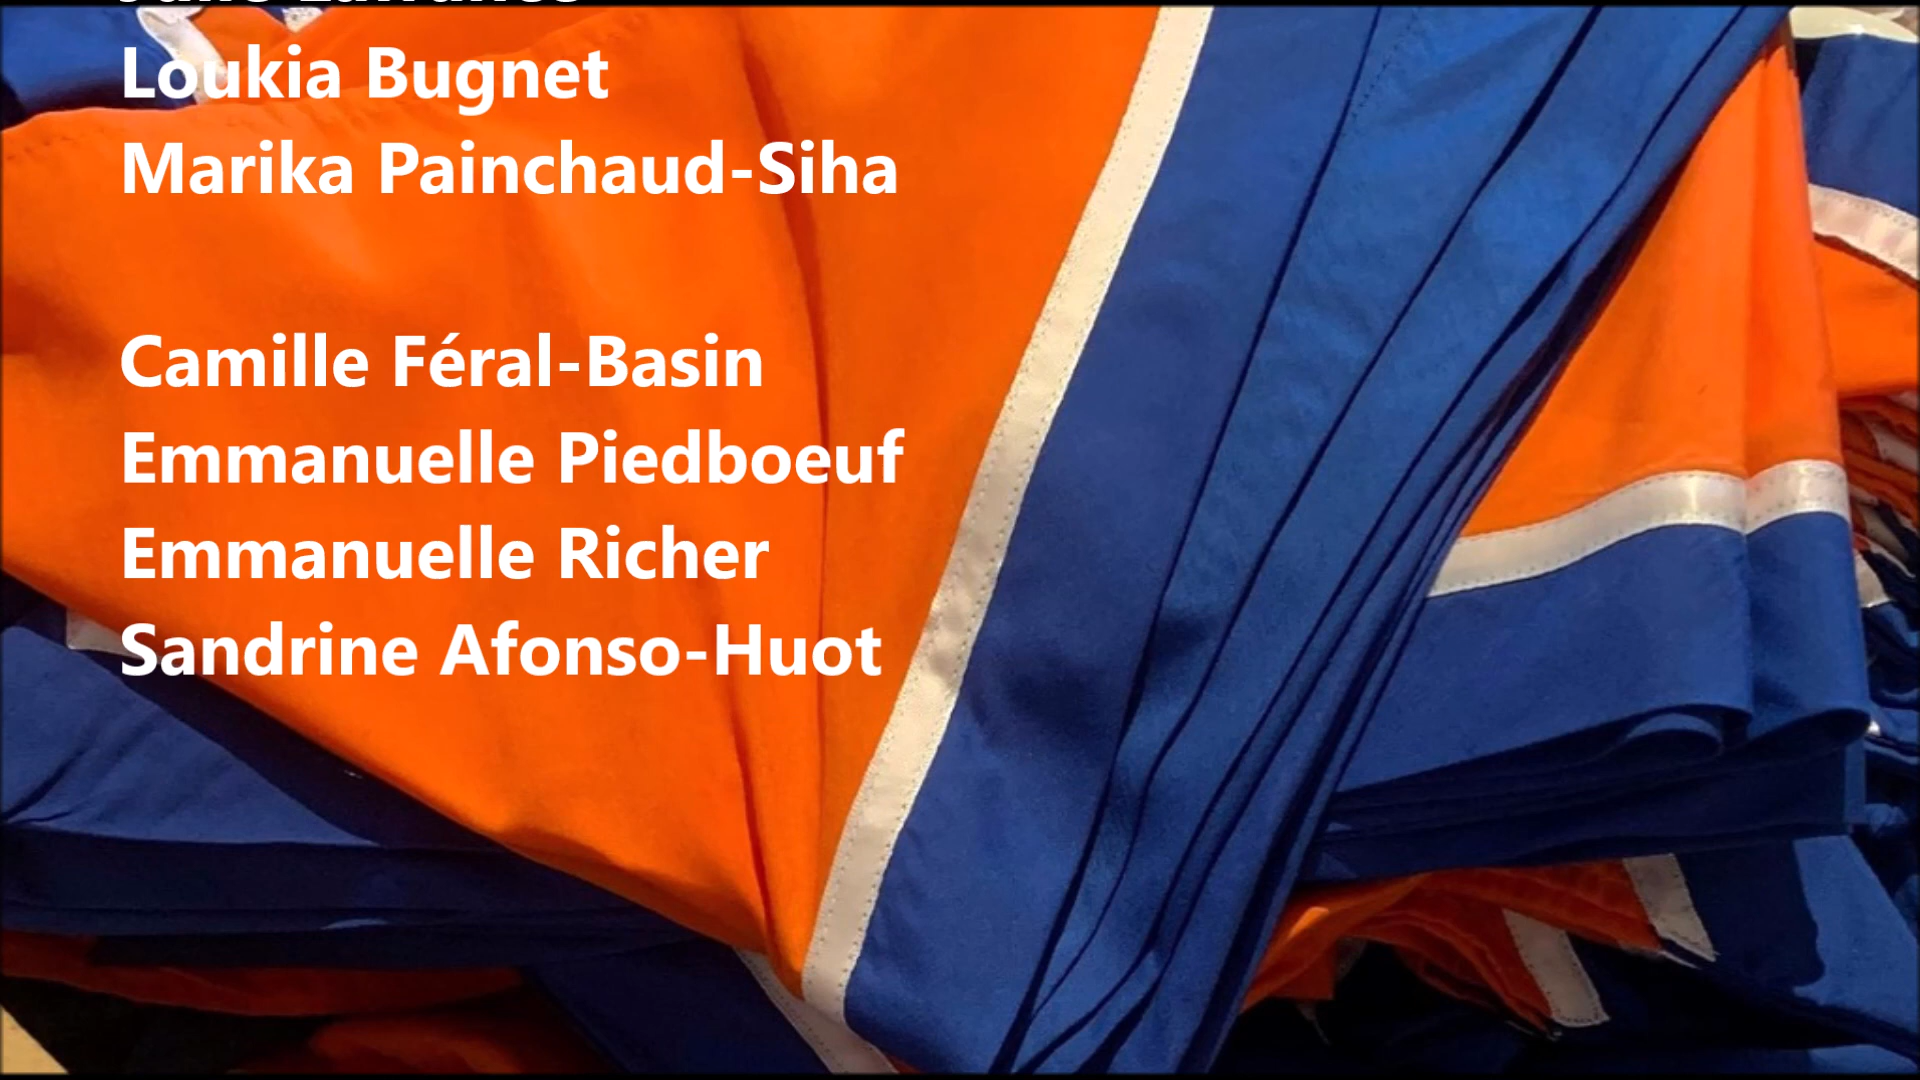 Loukia Bugnet
Marika Painchaud-Siha
Camille Féral-Basin
Emmanuelle Piedboeuf
Emmanuelle Richer
Sandrine Afonso-Huot